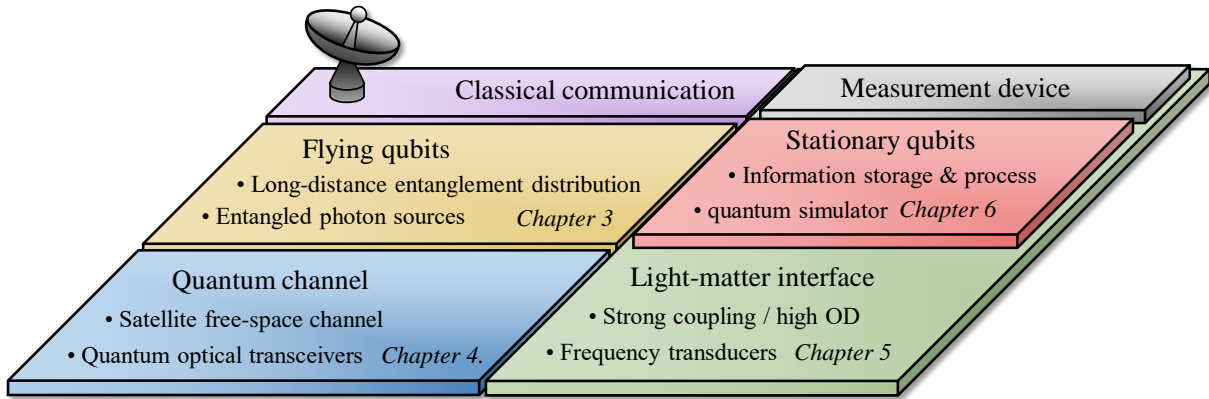 Classical communication
Measurement device
Flying qubits
• Long-distance entanglement distribution
• Entangled photon sources Chapter 3
Stationary qubits
• Information storage & process
• quantum simulator Chapter 6
Quantum channel
• Satellite free-space channel
• Quantum optical transceivers Chapter 4.
Light-matter interface
• Strong coupling / high OD
• Frequency transducers Chapter 5